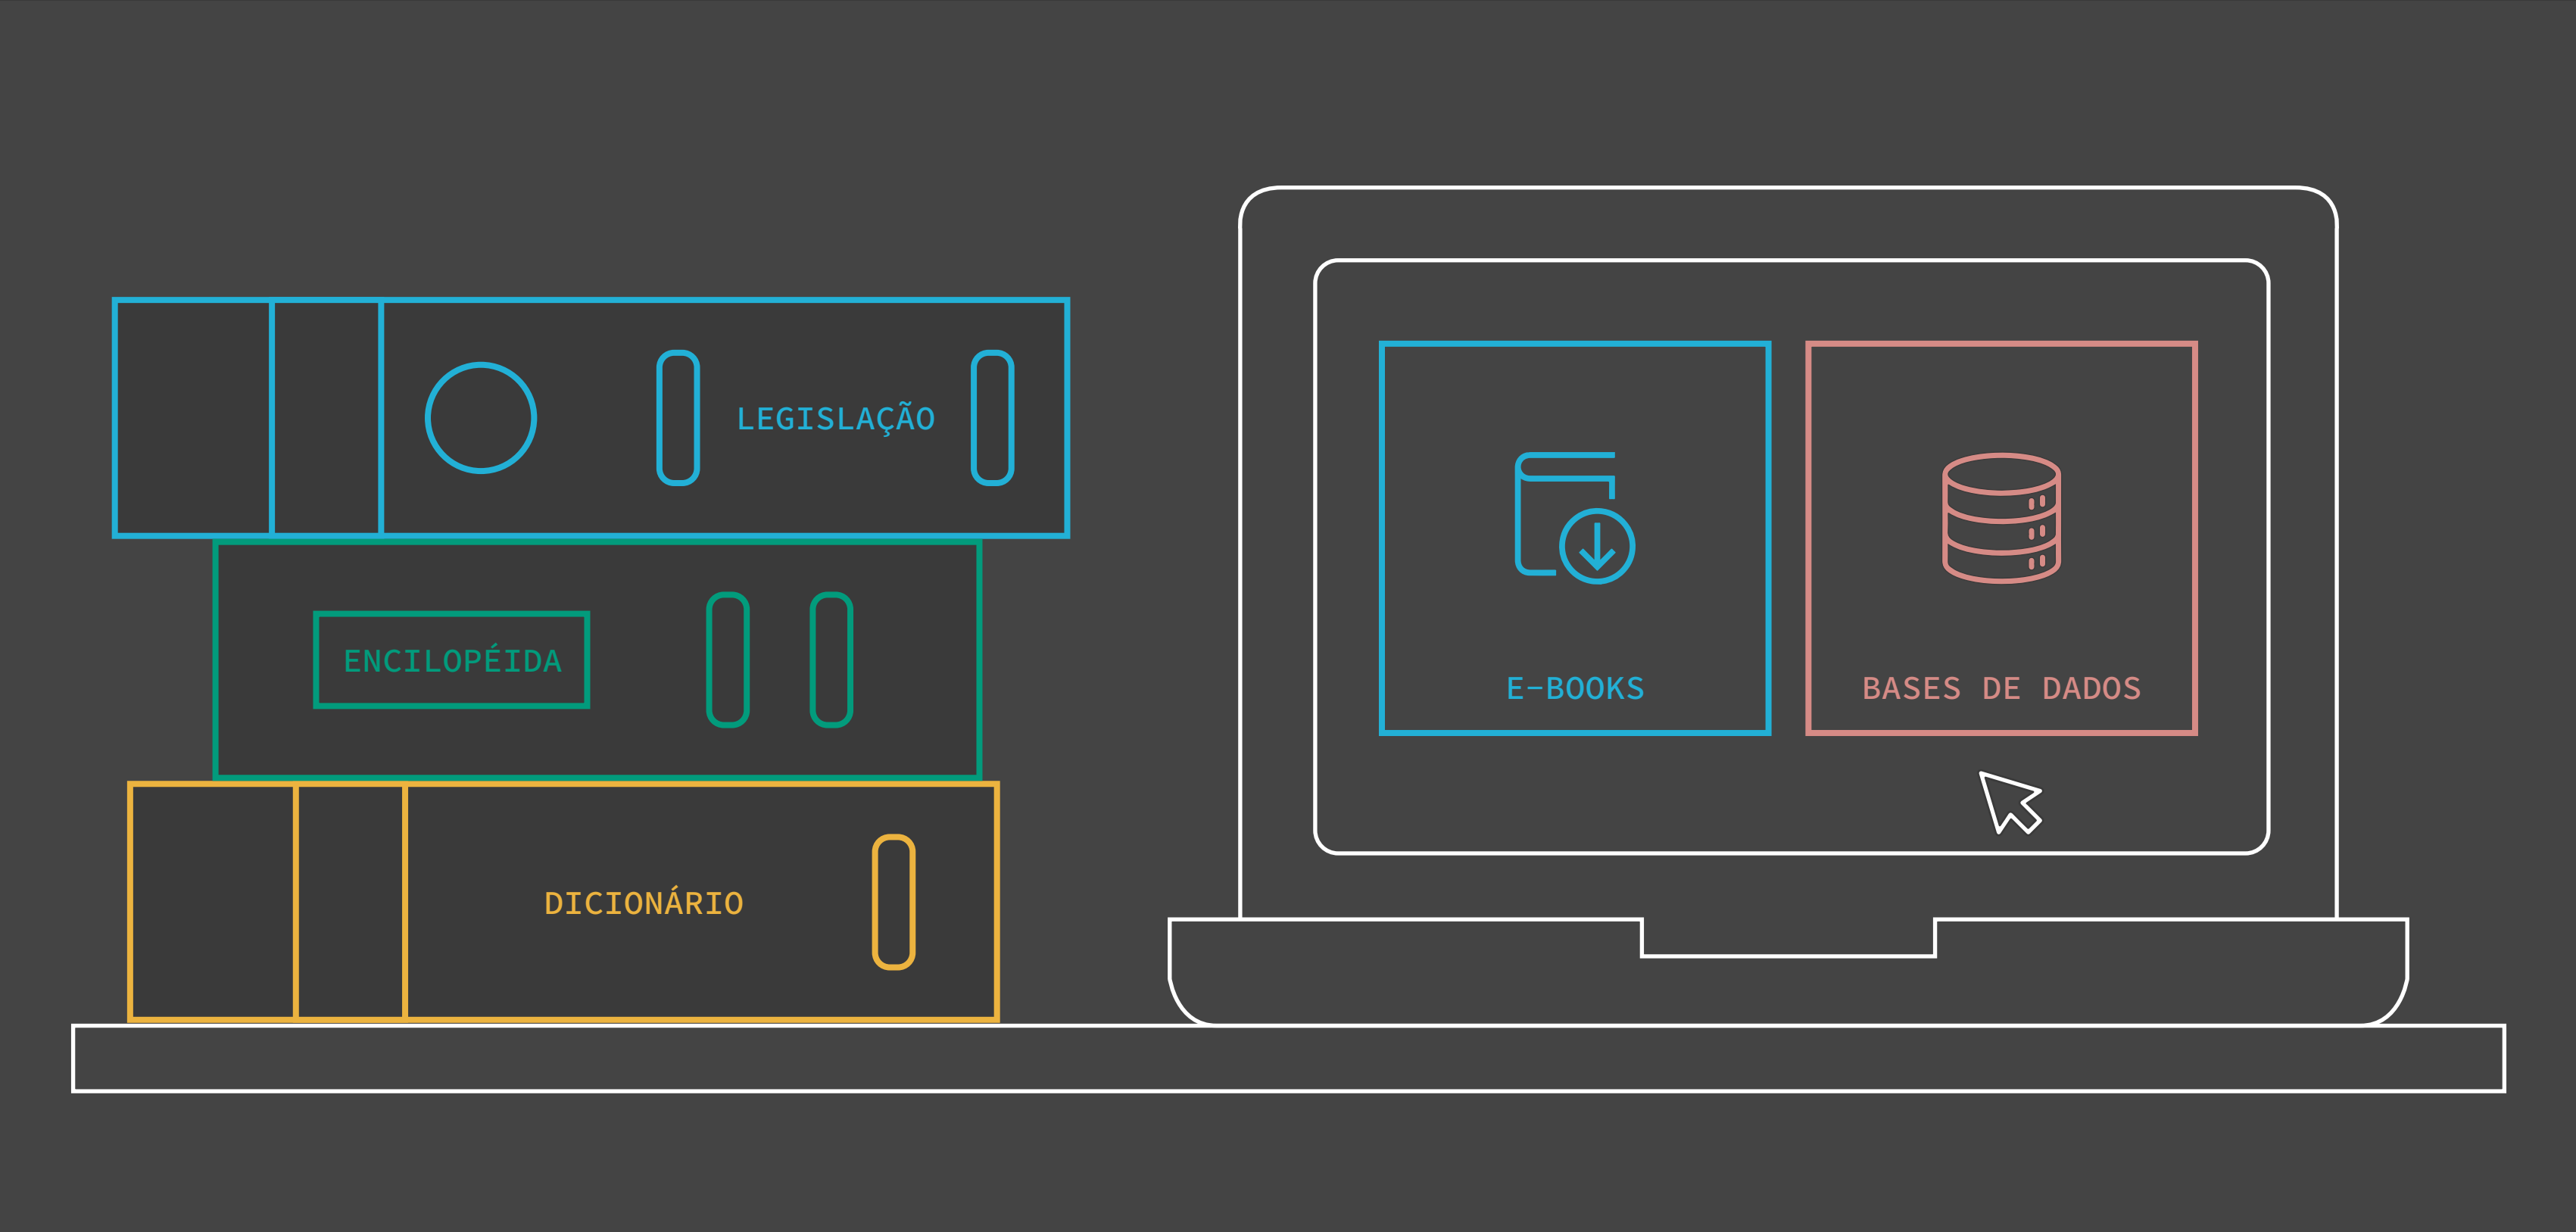 LEGISLAÇÃO
ENCILOPÉIDA
DICIONÁRIO
E-BOOKS
BASES DE DADOS